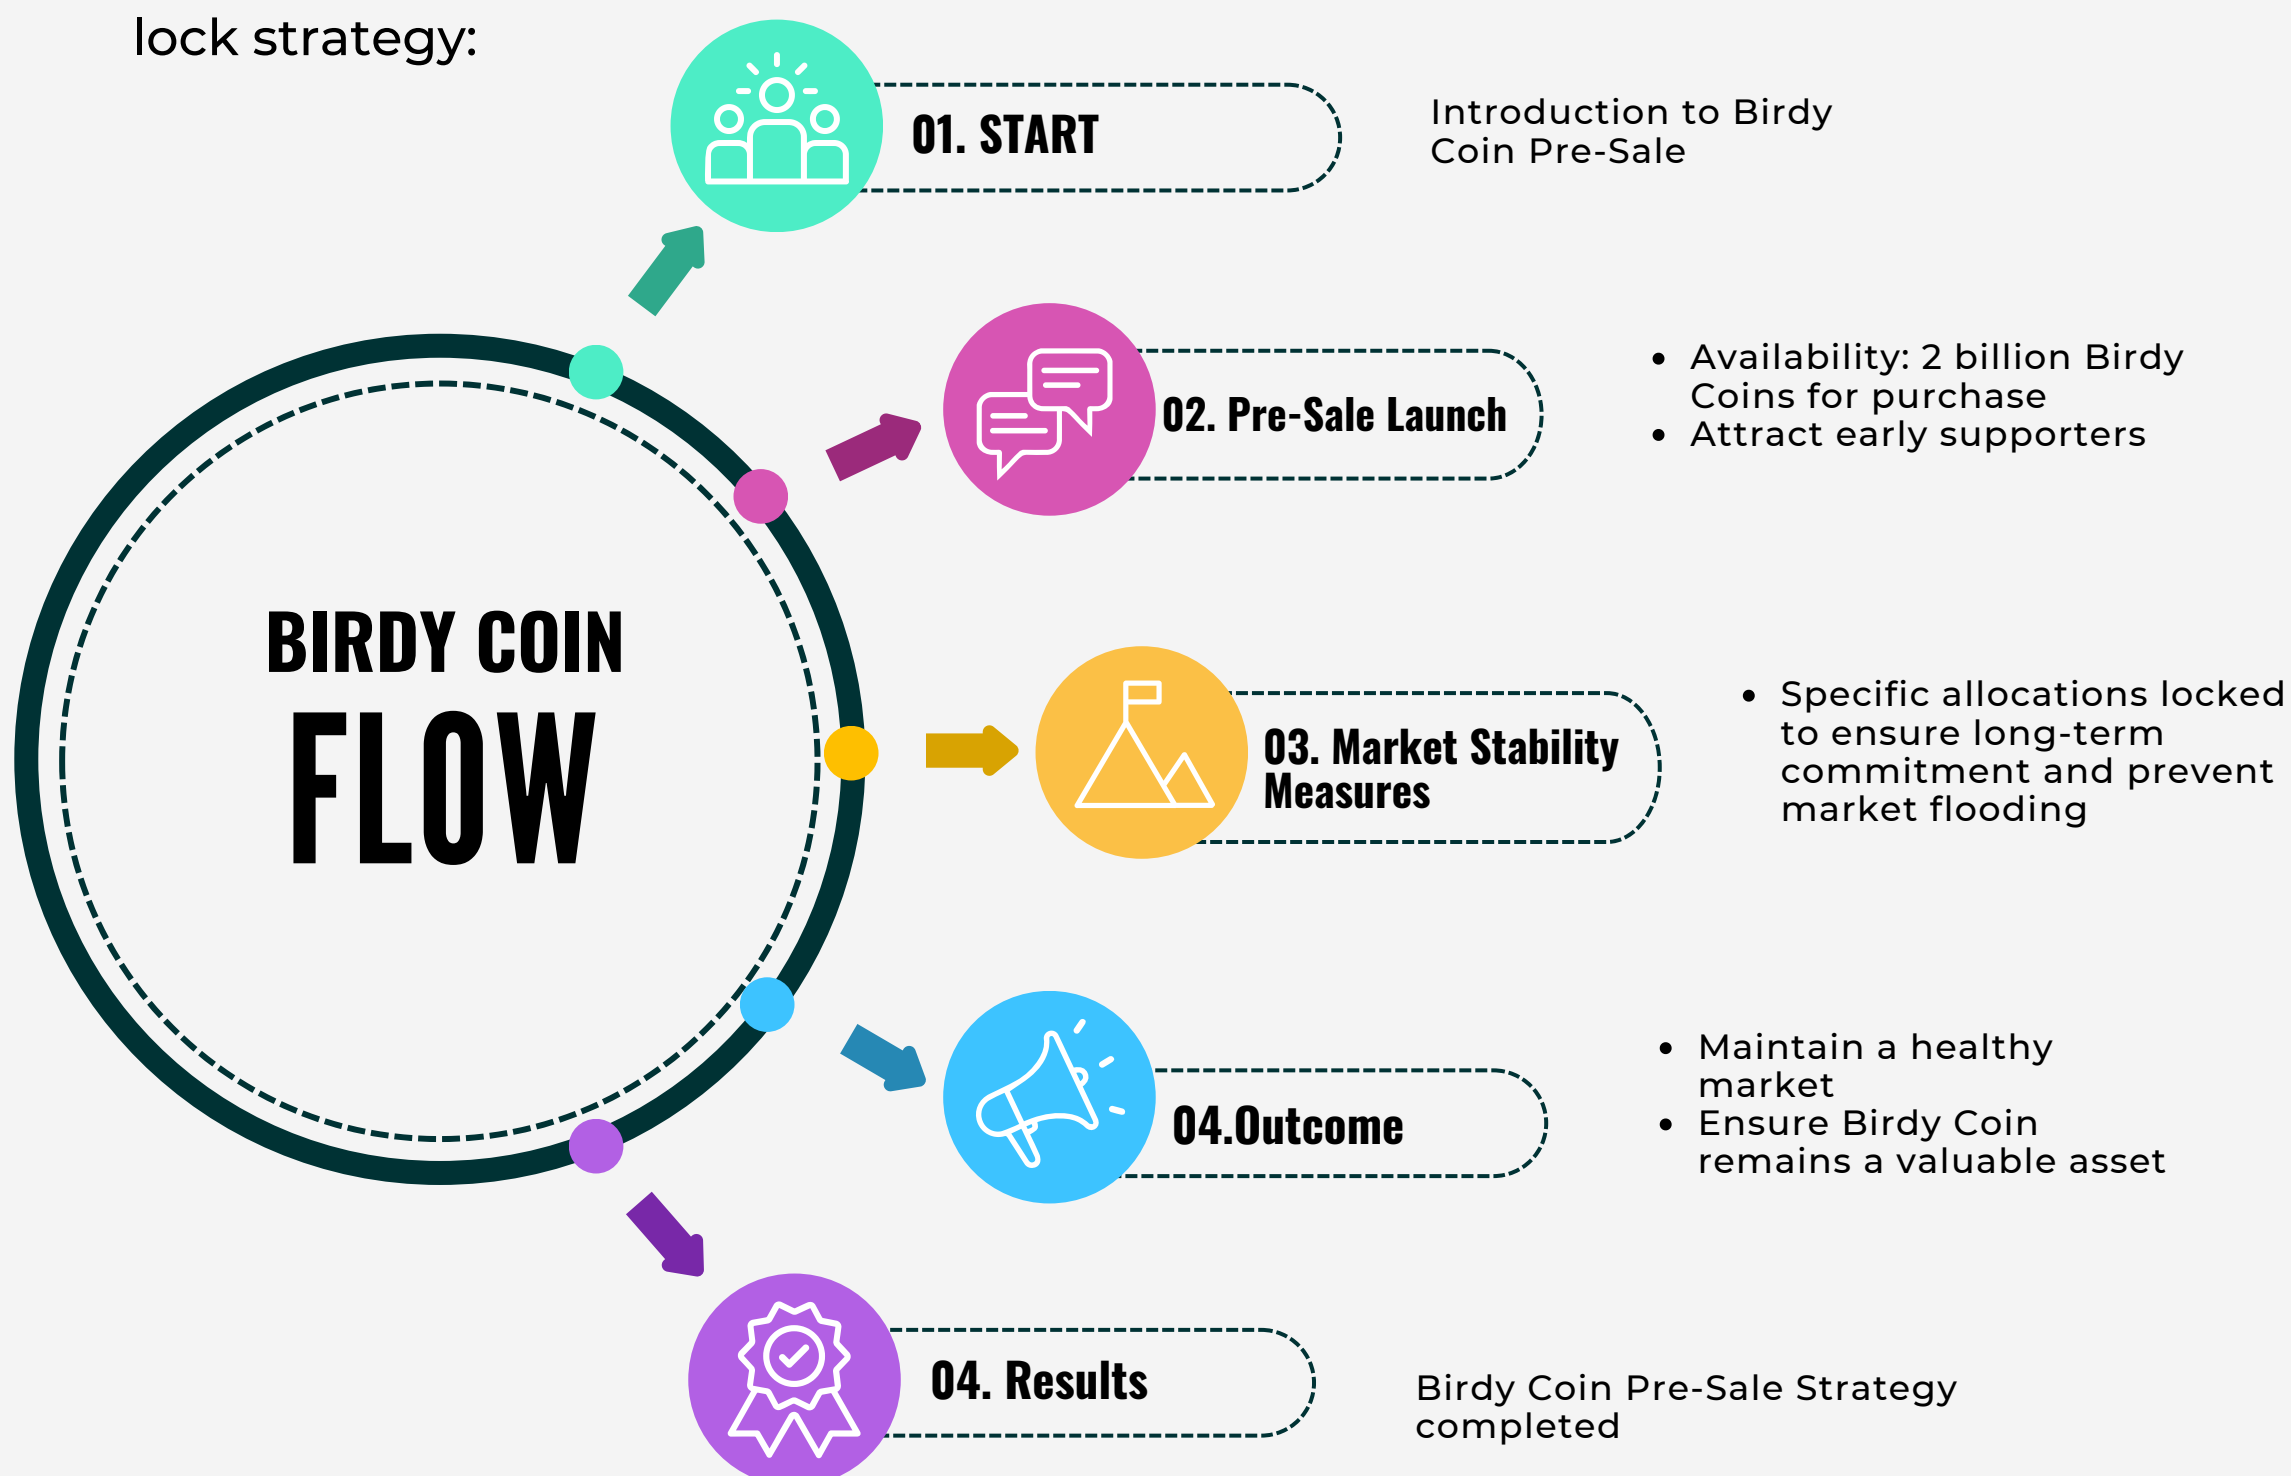 lock strategy:
01. START
Introduction to Birdy
Coin Pre-Sale
02. Pre-Sale Launch
• Availability: 2 billion Birdy
Coins for purchase
• Attract early supporters
BIRDY COIN
FLOW
03. Market Stability
Measures
• Specific allocations locked
to ensure long-term
commitment and prevent
market flooding
04.Outcome
• Maintain a healthy
market
• Ensure Birdy Coin
remains a valuable asset
04. Results
Birdy Coin Pre-Sale Strategy
completed